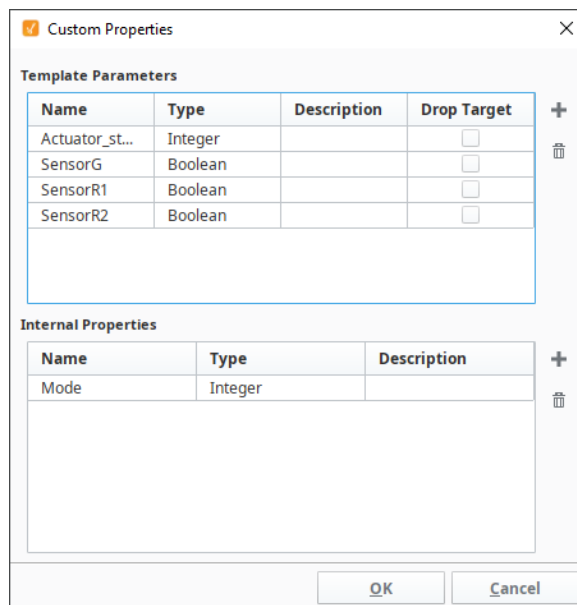 Custom Properties
Template Parameters
Name Type Description Drop Target
Actuator_st... Integer
SensorG Boolean
SensorR1 Boolean
SensorR2 Boolean
Internal Properties
Name Type Description
Mode Integer
OK Cancel